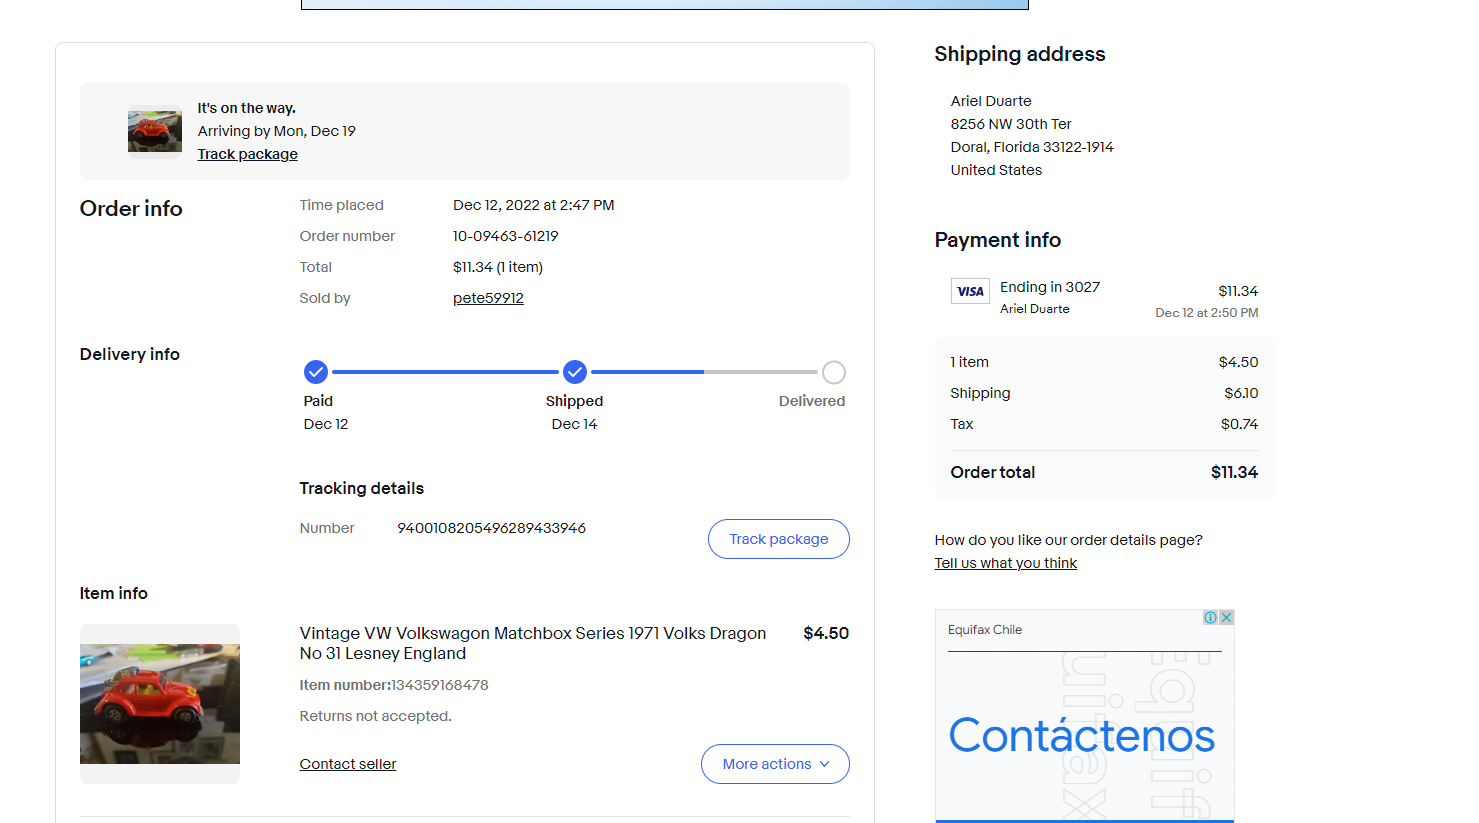 It's on the way.
Arriving by Mon, Dec 19
Track package
Order info
Time placed Dec 12, 2022 at 2:47 PM
Order number 10-09463-61219
Total $11.34 (1 item)
Sold by pete59912
Delivery info
Paid Shipped Delivered
Dec 12 Dec 14
Tracking details
Number 9400108205496289433946 Track package
Item info
Vintage VW Volkswagon Matchbox Series 1971 Volks Dragon $4.50
No 31 Lesney England
Item number:134359168478
Returns not accepted.
Contact seller More actions
Shipping address
Ariel Duarte
8256 NW 30th Ter
Doral, Florida 33122-1914
United States
Payment info
VISA Ending in 3027 $11.34
Ariel Duarte Dec 12 at 2:50 PM
1 item $4.50
Shipping $6.10
Tax $0.74
Order total $11.34
How do you like our order details page?
Tell us what you think
Equifax Chile
Contáctenos